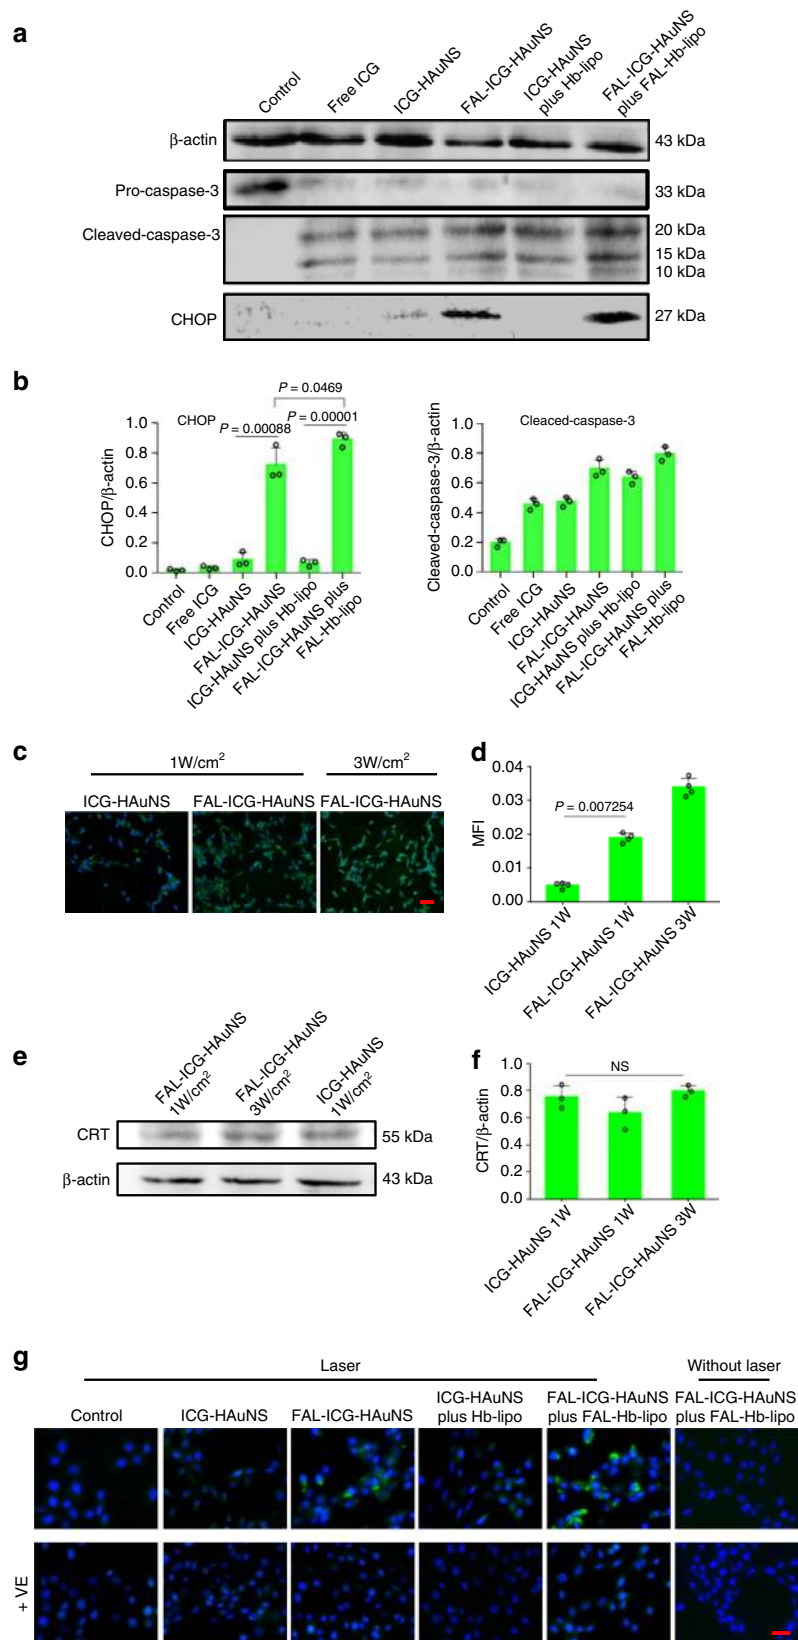 a
Control
Free ICG
ICG-HAuNS
FAL-ICG-HAuNS
ICG-HAuNS
plus Hb-lipo
FAL-ICG-HAuNS
plus FAL-Hb-lipo
β-actin
43 kDa
Pro-caspase-3
33 kDa
Cleaved-caspase-3
20 kDa
15 kDa
10 kDa
CHOP
27 kDa
b
P = 0.0469
CHOP
P = 0.00001
P = 0.00088
CHOP/β-actin
1.0
0.8
0.6
0.4
0.2
0.0
Control
Free ICG
ICG-HAuNS
FAL-ICG-HAuNS
ICG-HAuNS plus Hb-lipo
FAL-ICG-HAuNS plus
FAL-Hb-lipo
Cleaced-caspase-3
Cleaved-caspase-3/β-actin
1.0
0.8
0.6
0.4
0.2
0.0
Control
Free ICG
ICG-HAuNS
FAL-ICG-HAuNS
ICG-HAuNS plus Hb-lipo
FAL-ICG-HAuNS plus
FAL-Hb-lipo
c
1W/cm²
3W/cm²
ICG-HAuNS
FAL-ICG-HAuNS
FAL-ICG-HAuNS
d
MFI
0.04
0.03
0.02
0.01
0.00
P = 0.007254
ICG-HAuNS 1W
FAL-ICG-HAuNS 1W
FAL-ICG-HAuNS 3W
e
FAL-ICG-HAuNS
1W/cm²
FAL-ICG-HAuNS
3W/cm²
ICG-HAuNS
1W/cm²
CRT
55 kDa
β-actin
43 kDa
f
NS
CRT/β-actin
1.0
0.8
0.6
0.4
0.2
0.0
ICG-HAuNS 1W
FAL-ICG-HAuNS 1W
FAL-ICG-HAuNS 3W
g
Laser
Without laser
Control
ICG-HAuNS
FAL-ICG-HAuNS
ICG-HAuNS
plus Hb-lipo
FAL-ICG-HAuNS
plus FAL-Hb-lipo
FAL-ICG-HAuNS
plus FAL-Hb-lipo
+ VE